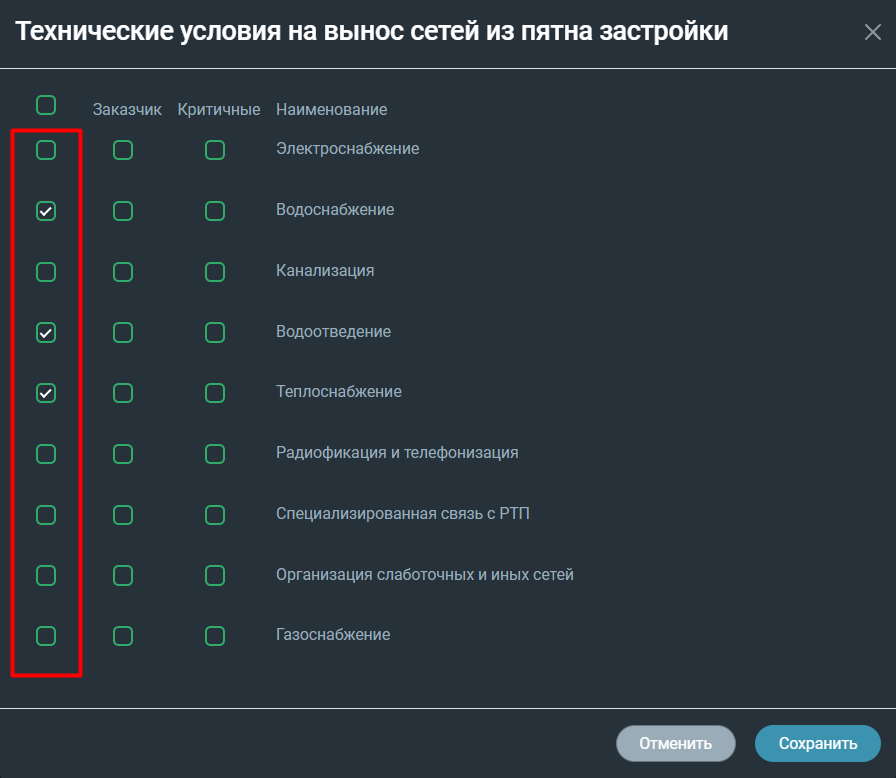 Технические условия на вынос сетей из пятна застройки
Заказчик Критичные Наименование
Электроснабжение
Водоснабжение
Канализация
Водоотведение
Теплоснабжение
Радиофикация и телефонизация
Специализированная связь с РТП
Организация слаботочных и иных сетей
Газоснабжение
Отменить Сохранить